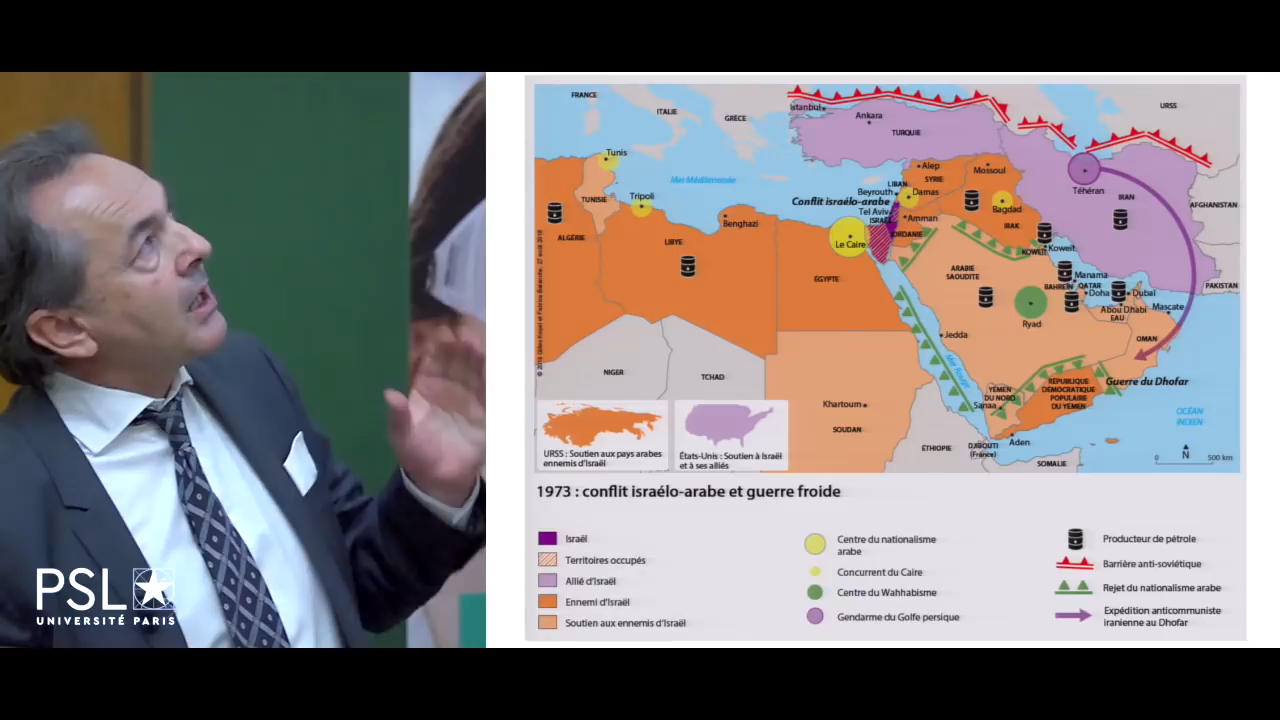 PSL
UNIVERSITÉ PARIS
FRANCE
ITALIE
GRÈCE
URSS
Istanbul
Ankara
TURQUIE
Tunis
Mer Méditerranée
TUNISIE
Tripoli
Benghazi
ALGÉRIE
LIBYE
LIBAN
Alep
SYRIE
Mossoul
Beyrouth
Damas
Conflit israélo-arabe
Tel Aviv
ISRAËL
Amman
JORDANIE
Bagdad
IRAK
Téhéran
IRAN
AFGHANISTAN
PAKISTAN
Le Caire
ÉGYPTE
KOWEÏT
Koweit
ARABIE
SAOUDITE
Manama
BAHREÏN
QATAR
Doha
Dubaï
Abou Dhabi
EAU
Mascate
Ryad
Jedda
Mer Rouge
OMAN
Guerre du Dhofar
NIGER
TCHAD
Khartoum
SOUDAN
YÉMEN
DU NORD
Sanaa
RÉPUBLIQUE
DÉMOCRATIQUE
POPULAIRE
DU YÉMEN
Aden
ÉTHIOPIE
DJIBOUTI
(France)
SOMALIE
OCÉAN
INDIEN
N
0
500 km
URSS : Soutien aux pays arabes
ennemis d'Israël
États-Unis : Soutien à Israël
et à ses alliés
1973 : conflit israélo-arabe et guerre froide
Israël
Territoires occupés
Allié d'Israël
Ennemi d'Israël
Soutien aux ennemis d'Israël
Centre du nationalisme
arabe
Concurrent du Caire
Centre du Wahhabisme
Gendarme du Golfe persique
Producteur de pétrole
Barrière anti-soviétique
Rejet du nationalisme arabe
Expédition anticommuniste
iranienne au Dhofar